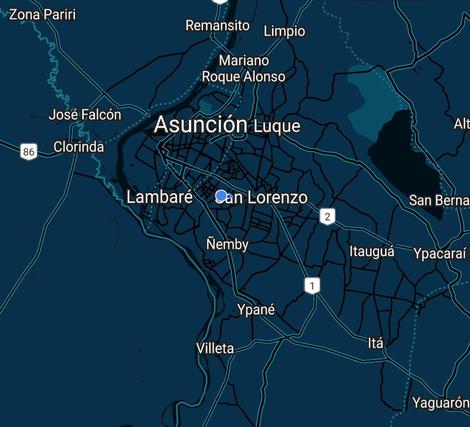 Zona Pariri
Remansito
Limpio
Mariano
Roque Alonso
José Falcón
Asunción
Luque
Alt
86
Clorinda
Lambaré
San Lorenzo
San Berna
2
Ñemby
Itauguá
Ypacaraí
1
Ypané
Villeta
Itá
Yaguarón